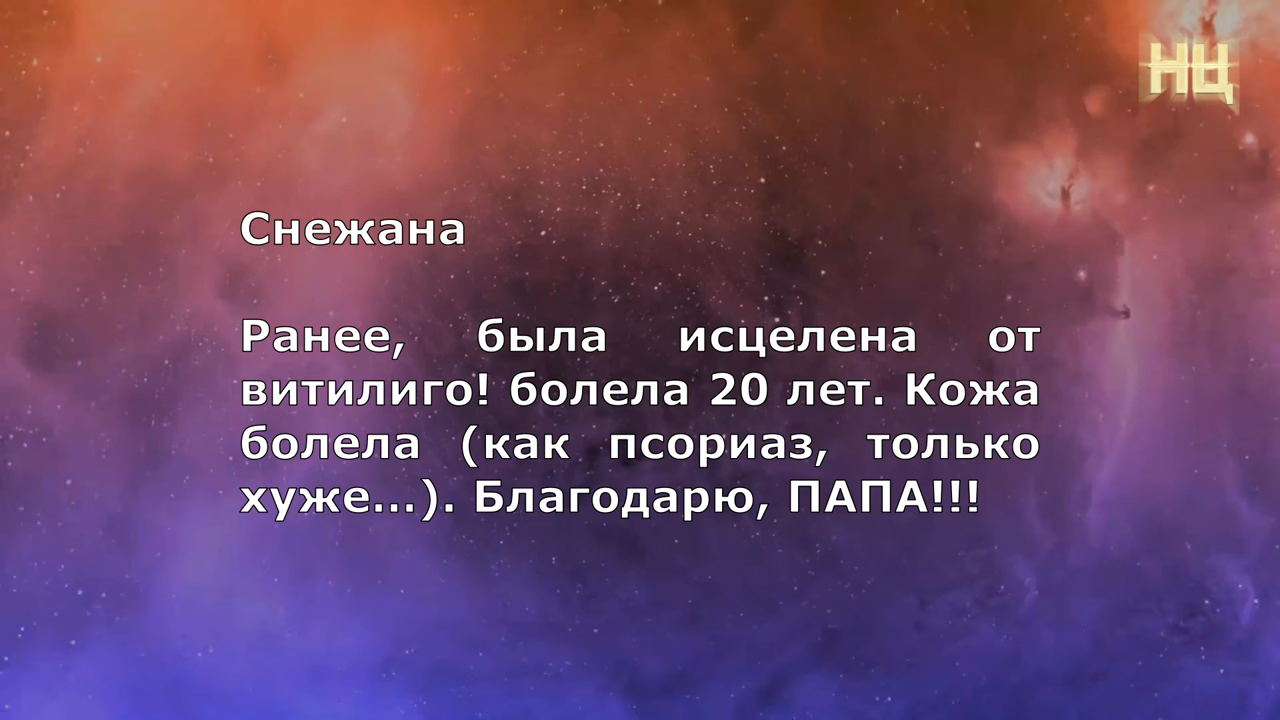 НЦ
Снежана
Ранее, была исцелена от
витилиго! болела 20 лет. Кожа
болела (как псориаз, только
хуже...). Благодарю, ПАПА!!!